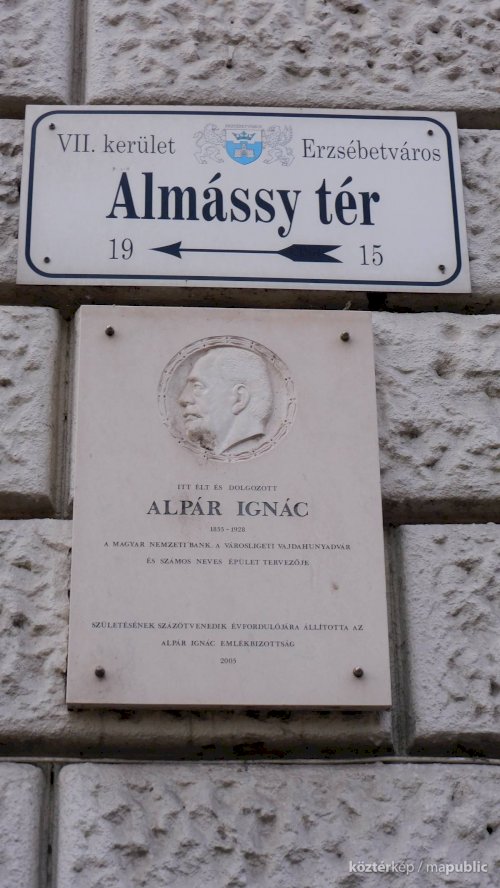 VII. kerület Erzsébetváros
Almássy tér
19 15
ITT ÉLT ÉS DOLGOZOTT
ALPÁR IGNÁC
1855–1928
A MAGYAR NEMZETI BANK, A VÁROSLIGETI VAJDAHUNYADVÁR
ÉS SZÁMOS NEVES ÉPÜLET TERVEZŐJE
SZÜLETÉSÉNEK SZÁZÖTVENEDIK ÉVFORDULÓJÁRA ÁLLÍTOTTA AZ
ALPÁR IGNÁC EMLÉKBIZOTTSÁG
2005
köztérkép / mapublic